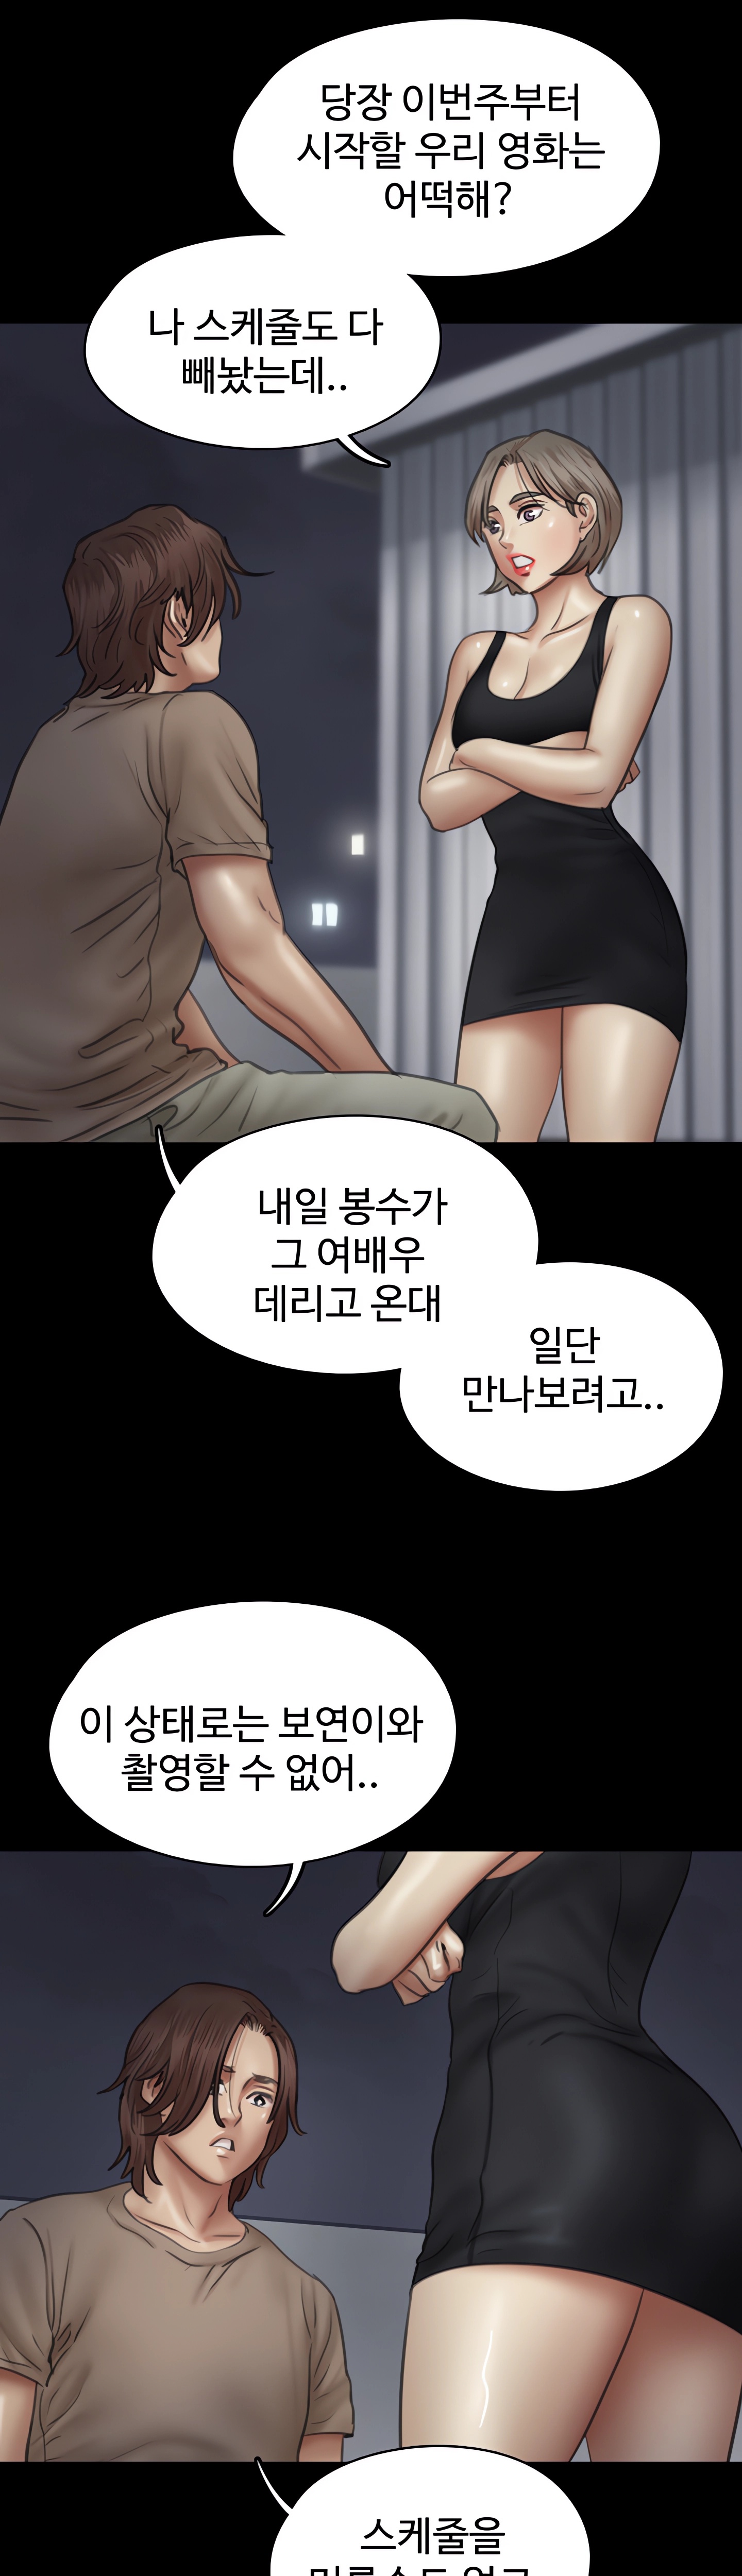 당장 이번주부터
시작할 우리 영화는
어떡해?
나 스케줄도 다
빼놨는데..
내일 봉수가
그 여배우
데리고 온대
일단
만나보려고..
이 상태로는 보연이와
촬영할 수 없어..
스케줄을